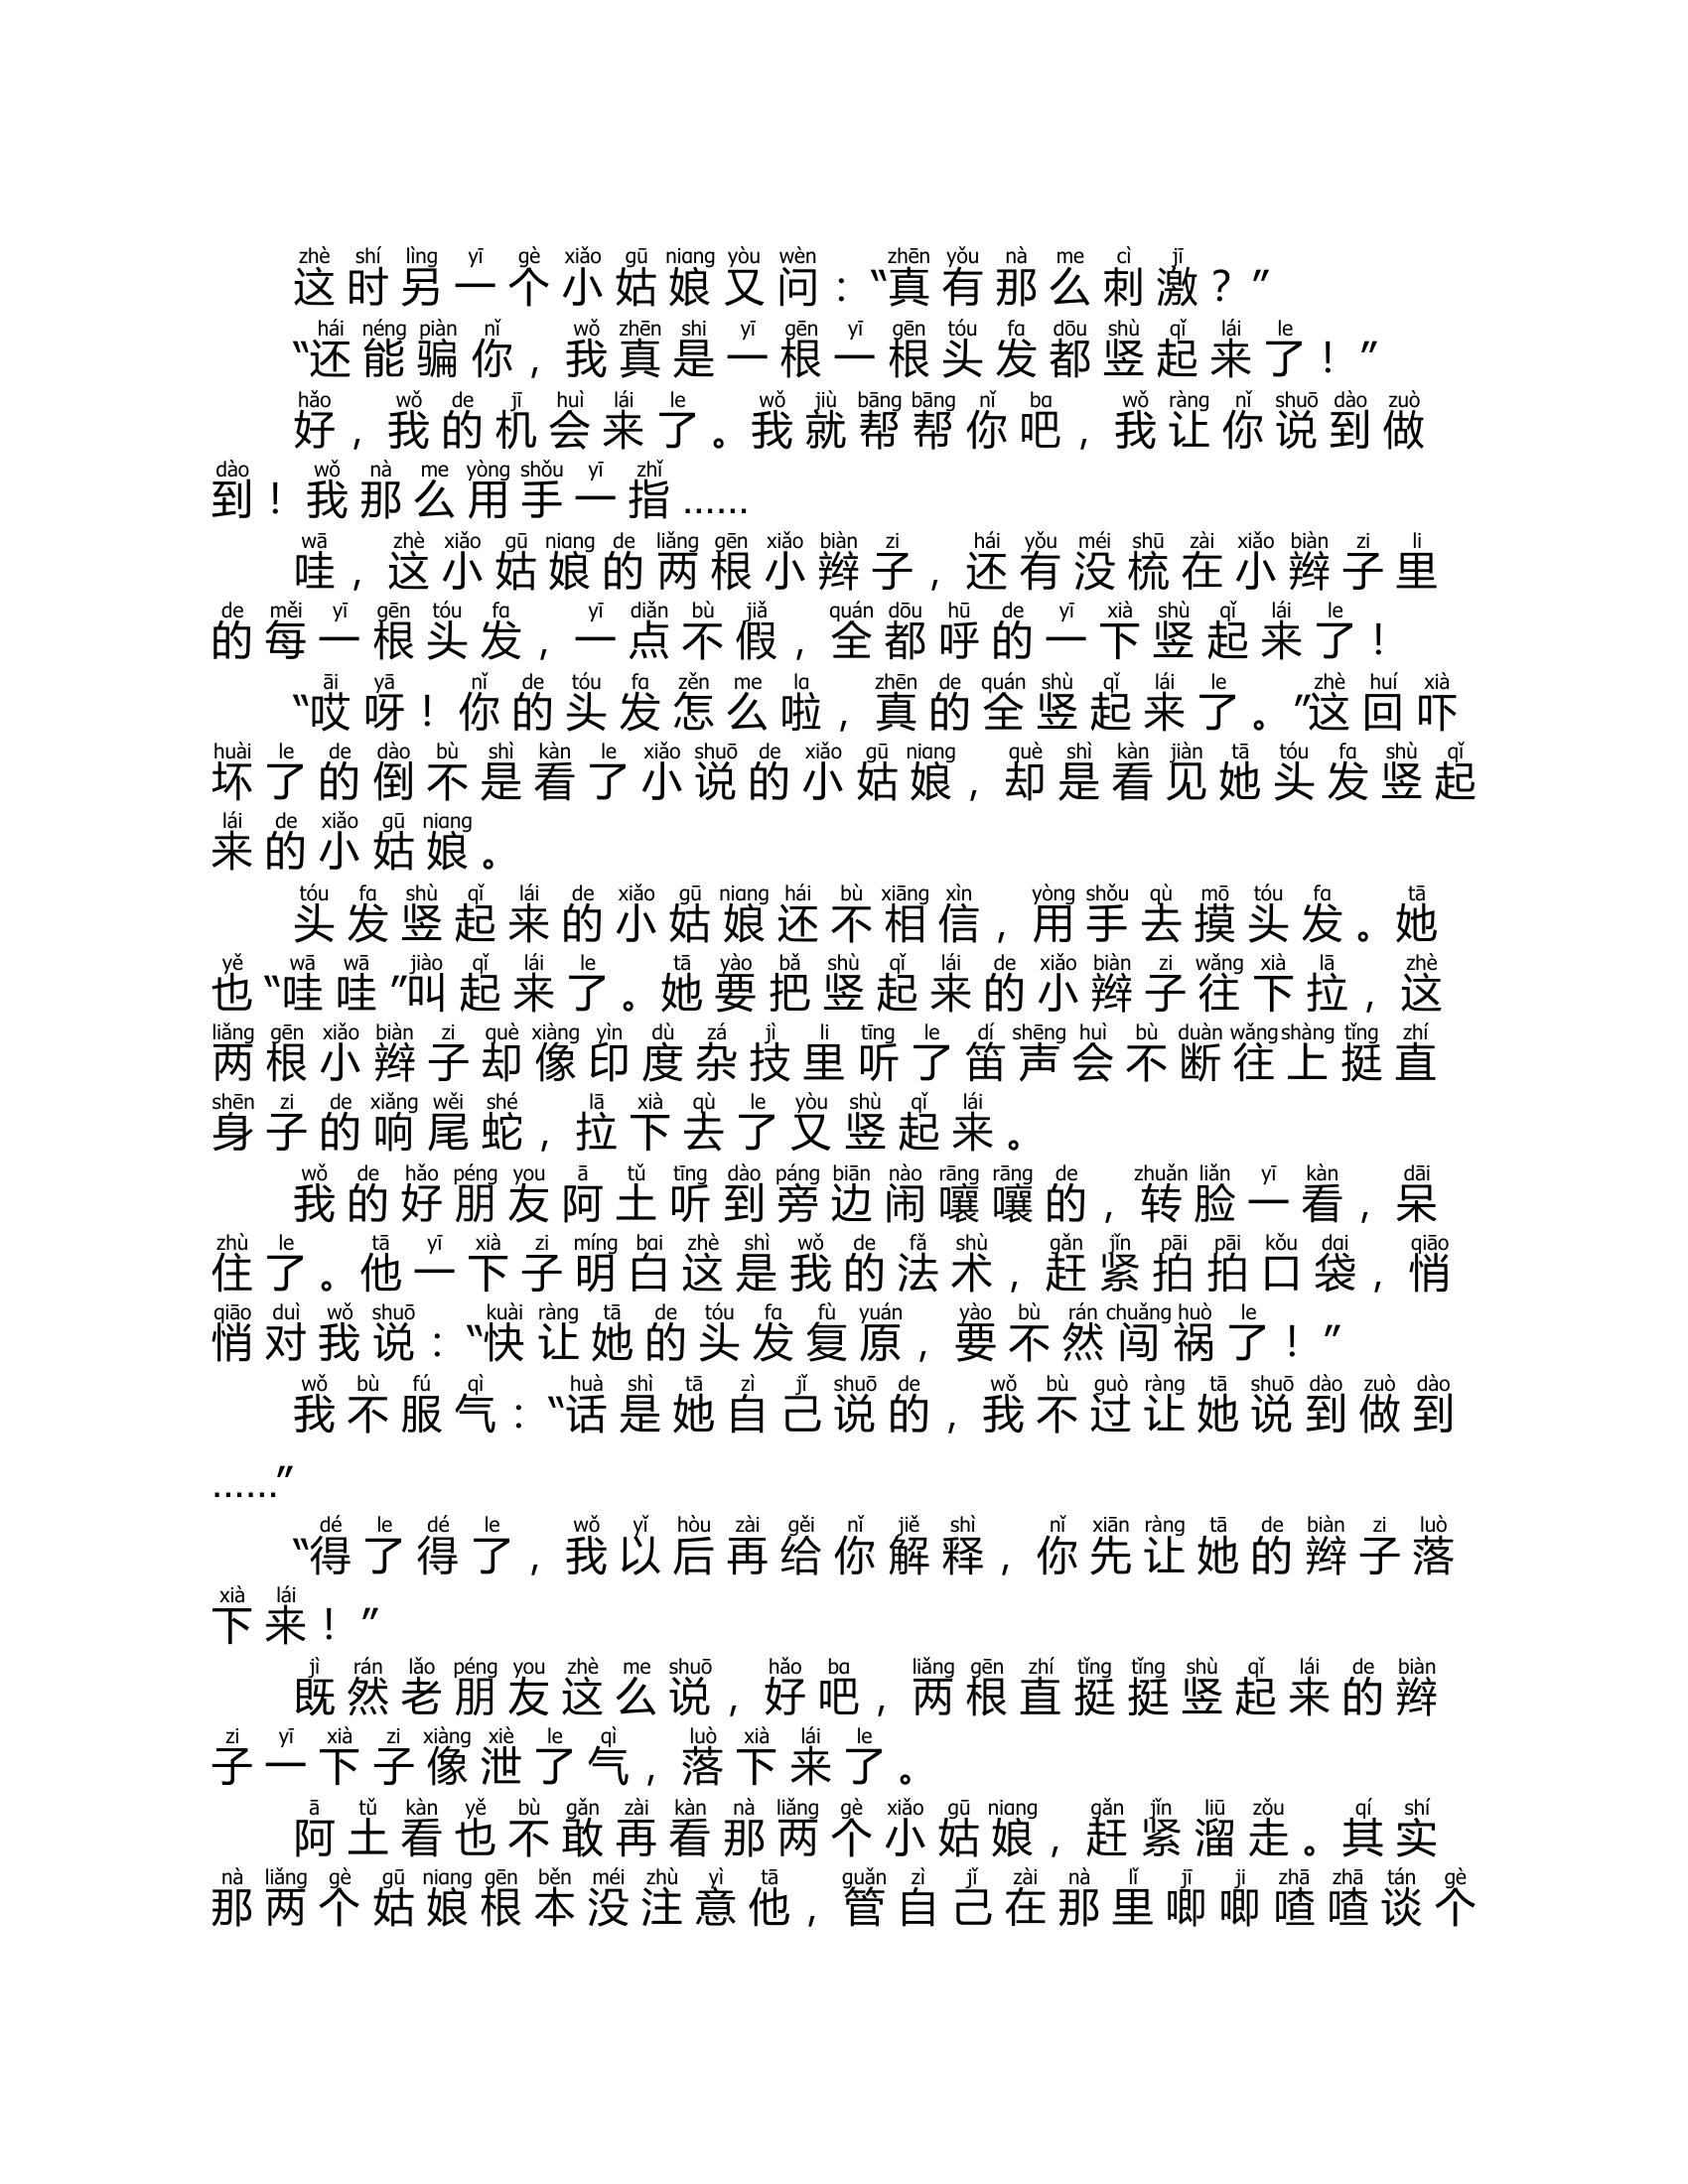 zhè shí lìng yī gè xiǎo gū niang yòu wèn zhēn yǒu nà me cì jī
这时另一个小姑娘又问：“真有那么刺激？”
hái néng piàn nǐ wǒ zhēn shi yī gēn yī gēn tóu fa dōu shù qǐ lái le
“还能骗你，我真是一根一根头发都竖起来了！”
hǎo wǒ de jī huì lái le wǒ jiù bāng bāng nǐ ba wǒ ràng nǐ shuō dào zuò
好，我的机会来了。我就帮帮你吧，我让你说到做
dào wǒ nà me yòng shǒu yī zhǐ
到！我那么用手一指……
wā zhè xiǎo gū niang de liǎng gēn xiǎo biàn zi hái yǒu méi shū zài xiǎo biàn zi li
哇，这小姑娘的两根小辫子，还有没梳在小辫子里
de měi yī gēn tóu fa yī diǎn bù jiǎ quán dōu hū de yī xià shù qǐ lái le
的每一根头发，一点不假，全都呼的一下竖起来了！
āi yā nǐ de tóu fa zěn me la zhēn de quán shù qǐ lái le zhè huí xià
“哎呀！你的头发怎么啦，真的全竖起来了。”这回吓
huài le de dào bù shì kàn le xiǎo shuō de xiǎo gū niang què shì kàn jiàn tā tóu fa shù qǐ
坏了的倒不是看了小说的小姑娘，却是看见她头发竖起
lái de xiǎo gū niang
来的小姑娘。
tóu fa shù qǐ lái de xiǎo gū niang hái bù xiāng xìn yòng shǒu qù mō tóu fa tā
头发竖起来的小姑娘还不相信，用手去摸头发。她
yě wā wā jiào qǐ lái le tā yào bǎ shù qǐ lái de xiǎo biàn zi wǎng xià lā zhè
也“哇哇”叫起来了。她要把竖起来的小辫子往下拉，这
liǎng gēn xiǎo biàn zi què xiàng yìn dù zá jì li tīng le dí shēng huì bù duàn wǎng shàng tǐng zhí
两根小辫子却像印度杂技里听了笛声会不断往上挺直
shēn zi de xiǎng wěi shé lā xià qù le yòu shù qǐ lái
身子的响尾蛇，拉下去了又竖起来。
wǒ de hǎo péng you ā tǔ tīng dào páng biān nào rāng rāng de zhuǎn liǎn yī kàn dāi
我的好朋友阿土听到旁边闹嚷嚷的，转脸一看，呆
zhù le tā yī xià zi míng bai zhè shì wǒ de fǎ shù gǎn jǐn pāi pāi kǒu dai qiāo
住了。他一下子明白这是我的法术，赶紧拍拍口袋，悄
qiāo duì wǒ shuō kuài ràng tā de tóu fa fù yuán yào bù rán chuǎng huò le
悄对我说：“快让她的头发复原，要不然闯祸了！”
wǒ bù fú qì huà shì tā zì jǐ shuō de wǒ bù guò ràng tā shuō dào zuò dào
我不服气：“话是她自己说的，我不过让她说到做到
……”
dé le dé le wǒ yǐ hòu zài gěi nǐ jiě shì nǐ xiān ràng tā de biàn zi luò
“得了得了，我以后再给你解释，你先让她的辫子落
xià lái
下来！”
jì rán lǎo péng you zhè me shuō hǎo ba liǎng gēn zhí tǐng tǐng shù qǐ lái de biàn
既然老朋友这么说，好吧，两根直挺挺竖起来的辫
zi yī xià zi xiàng xiè le qì luò xià lái le
子一下子像泄了气，落下来了。
ā tǔ kàn yě bù gǎn zài kàn nà liǎng gè xiǎo gū niang gǎn jǐn liū zǒu qí shí
阿土看也不敢再看那两个小姑娘，赶紧溜走。其实
nà liǎng gè gū niang gēn běn méi zhù yì tā guǎn zì jǐ zài nà lǐ jī ji zhā zhā tán gè
那两个姑娘根本没注意他，管自己在那里唧唧喳喳谈个